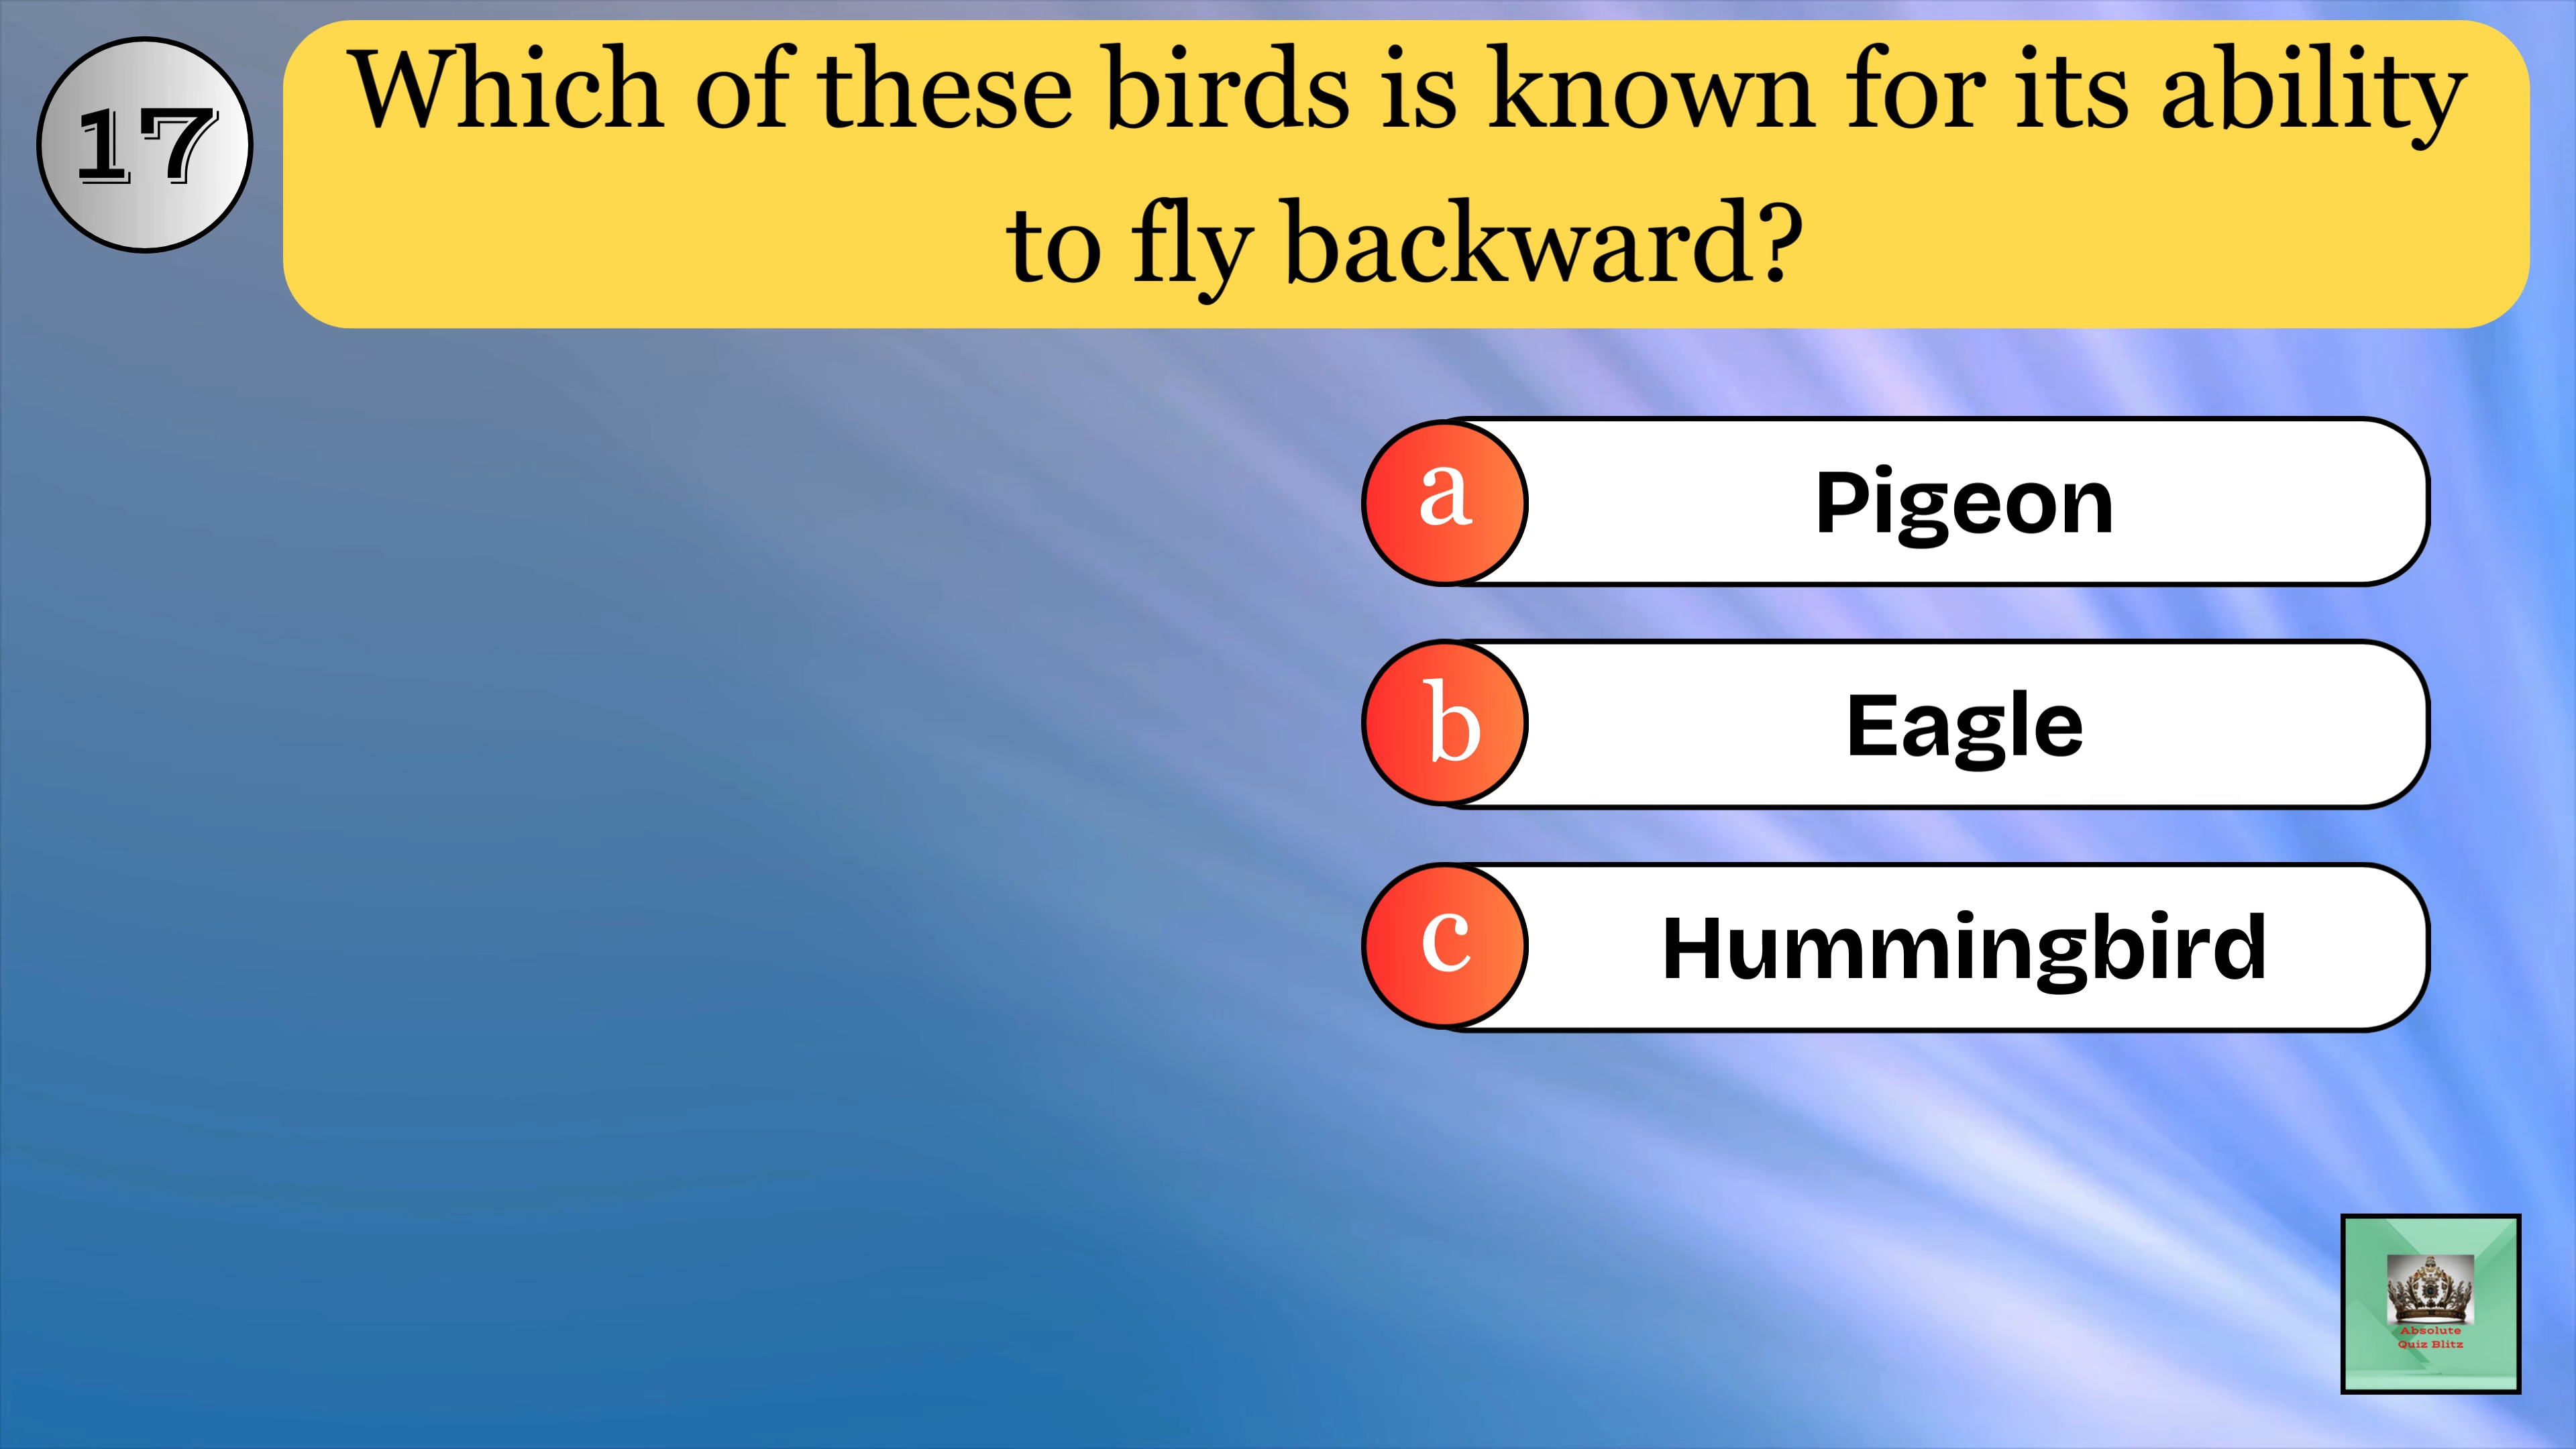 17
Which of these birds is known for its ability
to fly backward?
a
Pigeon
b
Eagle
c
Hummingbird
Absolute
Quiz Blitz